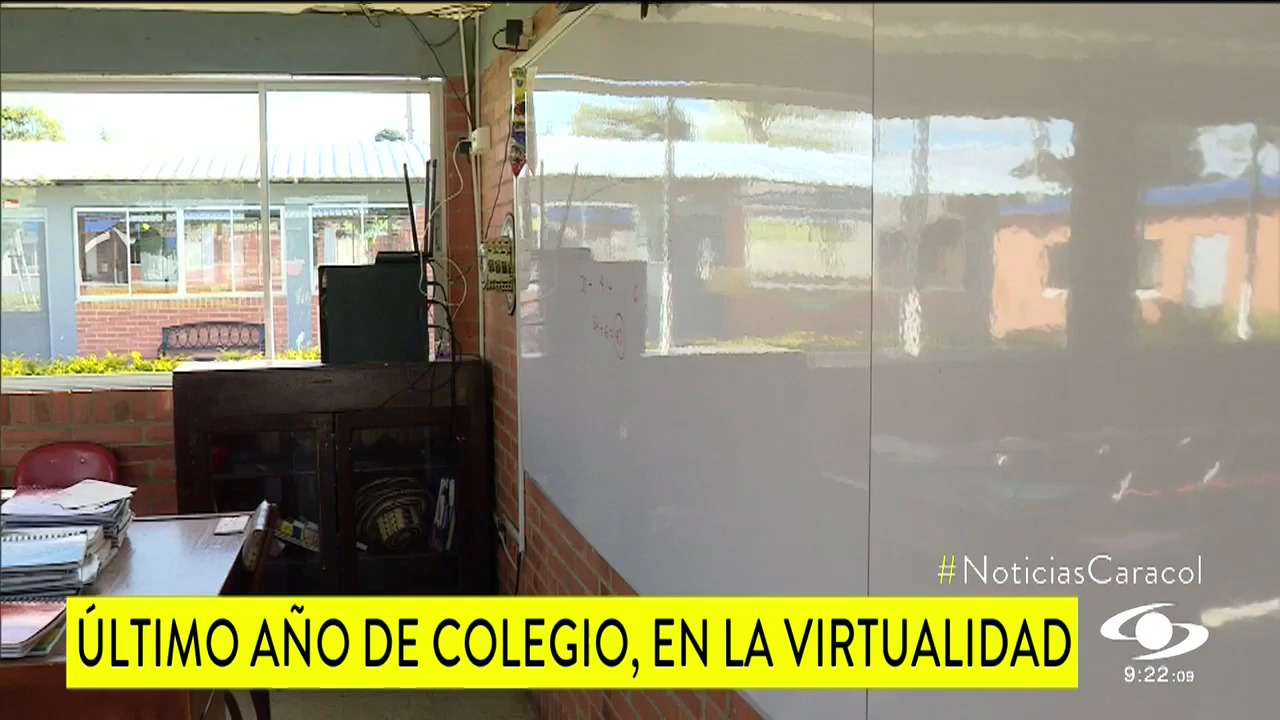 #NoticiasCaracol
ÚLTIMO AÑO DE COLEGIO, EN LA VIRTUALIDAD
9:22:09